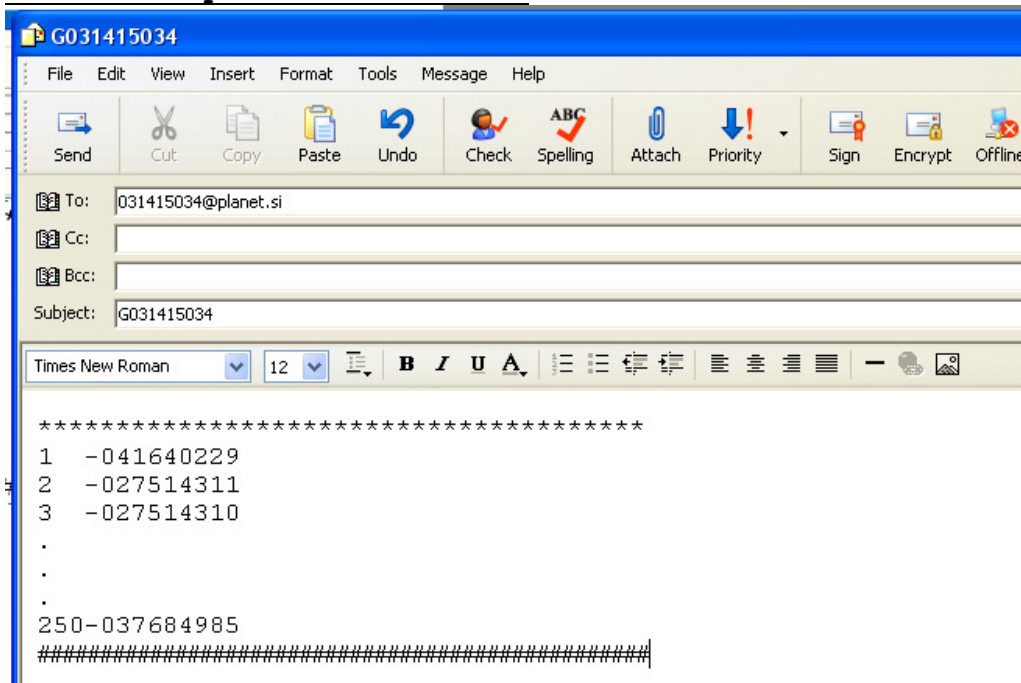 G031415034
File Edit View Insert Format Tools Message Help
Send Cut Copy Paste Undo Check Spelling Attach Priority Sign Encrypt Offline
To: 031415034@planet.si
Cc:
Bcc:
Subject: G031415034
Times New Roman 12 B I U A
***************************************
1 -041640229
2 -027514311
3 -027514310
.
.
.
250-037684985
###############################################